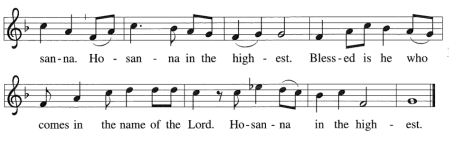 san-na. Ho - san - na in the high - est. Bless-ed is he who
comes in the name of the Lord. Ho-san - na in the high - est.